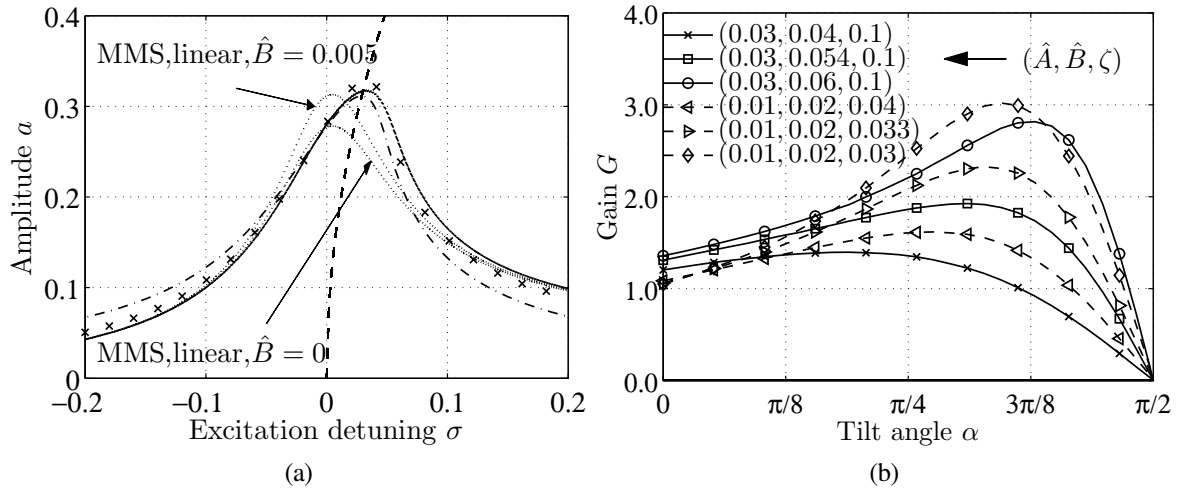 0.4
0.3
0.2
0.1
0
Amplitude a
MMS,linear,B̂ = 0.005
MMS,linear,B̂ = 0
−0.2
−0.1
0
0.1
0.2
Excitation detuning σ
(a)
4.0
3.0
2.0
1.0
0.0
Gain G
(0.03, 0.04, 0.1)
(0.03, 0.054, 0.1)
(0.03, 0.06, 0.1)
(0.01, 0.02, 0.04)
(0.01, 0.02, 0.033)
(0.01, 0.02, 0.03)
(Â, B̂, ζ)
0
π/8
π/4
3π/8
π/2
Tilt angle α
(b)